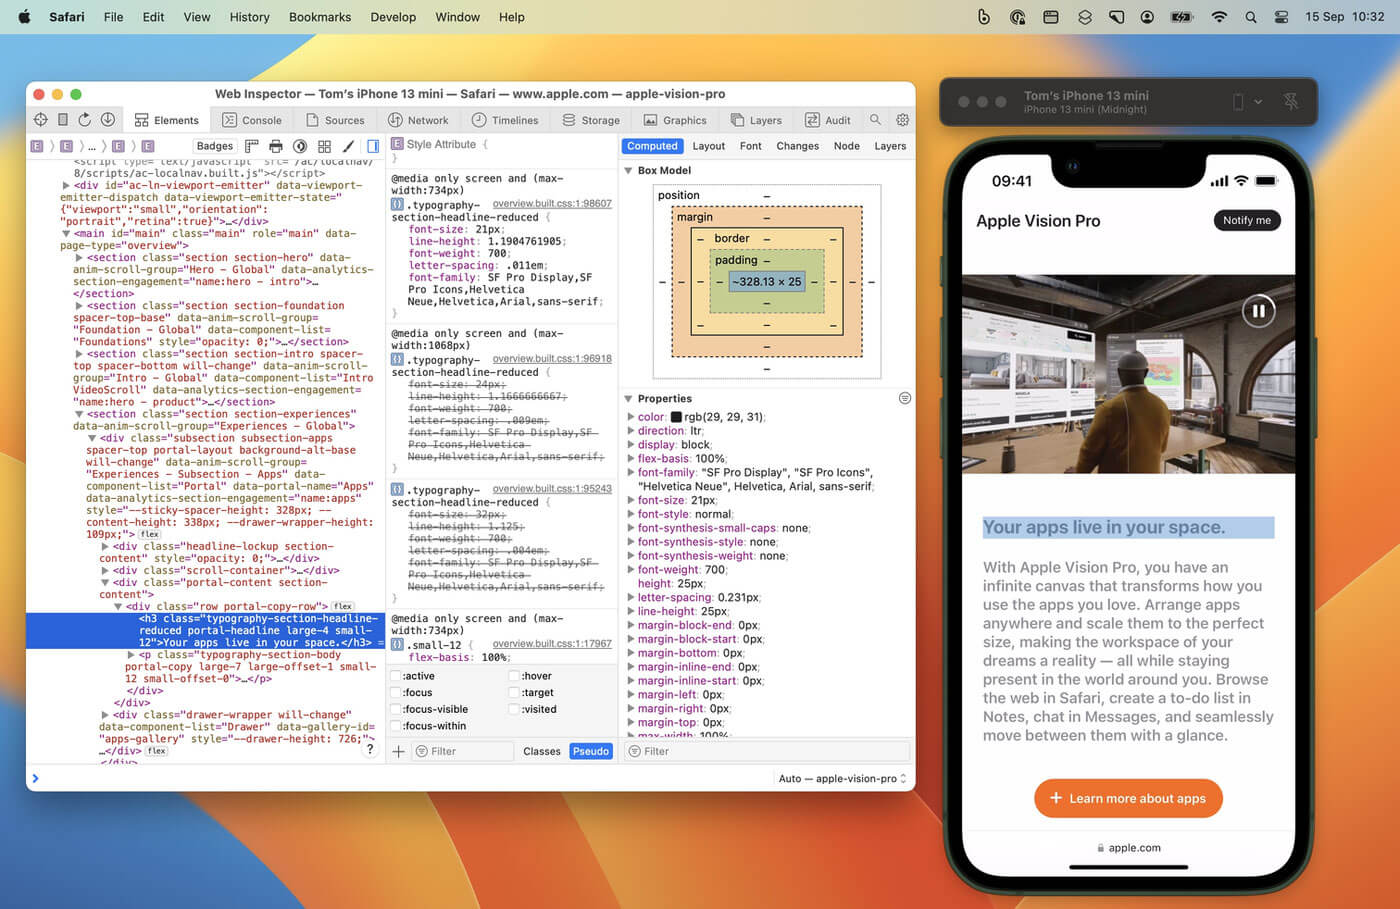 Safari File Edit View History Bookmarks Develop Window Help
15 Sep 10:32
Web Inspector — Tom's iPhone 13 mini — Safari — www.apple.com — apple-vision-pro
Elements Console Sources Network Timelines Storage Graphics Layers Audit
E E ... E E Badges
<script type="text/javascript" src="/ac/localnav/
8/scripts/ac-localnav.built.js"></script>
<div id="ac-ln-viewport-emitter" data-viewport-
emitter-dispatch data-viewport-emitter-state="
{"viewport":"small","orientation":
"portrait","retina":true}">…</div>
<main id="main" class="main" role="main" data-
page-type="overview">
<section class="section section-hero" data-
anim-scroll-group="Hero - Global" data-analytics-
section-engagement="name:hero - intro">…
</section>
<section class="section section-foundation
spacer-top-base" data-anim-scroll-group=
"Foundation - Global" data-component-list=
"Foundations" style="opacity: 0;">…</section>
<section class="section section-intro spacer-
top spacer-bottom will-change" data-anim-scroll-
group="Intro - Global" data-component-list="Intro
VideoScroll" data-analytics-section-engagement=
"name:hero - product">…</section>
<section class="section section-experiences"
data-anim-scroll-group="Experiences - Global">
<div class="subsection subsection-apps
spacer-top portal-layout background-alt-base
will-change" data-anim-scroll-group=
"Experiences - Subsection - Apps" data-
component-list="Portal" data-portal-name="Apps"
data-analytics-section-engagement="name:apps"
style="--sticky-spacer-height: 328px; --
content-height: 338px; --drawer-wrapper-height:
109px;"> flex
<div class="headline-lockup section-
content" style="opacity: 0;">…</div>
<div class="scroll-container">…</div>
<div class="portal-content section-
content">
<div class="row portal-copy-row"> flex
<h3 class="typography-section-headline-
reduced portal-headline large-4 small-
12">Your apps live in your space.</h3> =
<p class="typography-section-body
portal-copy large-7 large-offset-1 small-
12 small-offset-0">…</p>
</div>
</div>
<div class="drawer-wrapper will-change"
data-component-list="Drawer" data-gallery-id=
"apps-gallery" style="--drawer-height: 726;">
…</div> flex
</div>
?
E Style Attribute {
}
@media only screen and (max-
width:734px)
.typography- overview.built.css:1:98607
section-headline-reduced {
font-size: 21px;
line-height: 1.1904761905;
font-weight: 700;
letter-spacing: .011em;
font-family: SF Pro Display,SF
Pro Icons,Helvetica
Neue,Helvetica,Arial,sans-serif;
}
@media only screen and (max-
width:1068px)
.typography- overview.built.css:1:96918
section-headline-reduced {
font-size: 24px;
line-height: 1.1666666667;
font-weight: 700;
letter-spacing: .009em;
font-family: SF Pro Display,SF
Pro Icons,Helvetica
Neue,Helvetica,Arial,sans-serif;
}
.typography- overview.built.css:1:95243
section-headline-reduced {
font-size: 32px;
line-height: 1.125;
font-weight: 700;
letter-spacing: .004em;
font-family: SF Pro Display,SF
Pro Icons,Helvetica
Neue,Helvetica,Arial,sans-serif;
}
@media only screen and (max-
width:734px)
.small-12 { overview.built.css:1:17967
flex-basis: 100%;
:active :hover
:focus :target
:focus-visible :visited
:focus-within
Filter Classes Pseudo
Computed Layout Font Changes Node Layers
Box Model
position –
margin –
– border – –
padding –
– – – – ~328.13 × 25 – – – –
–
– – –
–
–
Properties
color: rgb(29, 29, 31);
direction: ltr;
display: block;
flex-basis: 100%;
font-family: "SF Pro Display", "SF Pro Icons",
"Helvetica Neue", Helvetica, Arial, sans-serif;
font-size: 21px;
font-style: normal;
font-synthesis-small-caps: none;
font-synthesis-style: none;
font-synthesis-weight: none;
font-weight: 700;
height: 25px;
letter-spacing: 0.231px;
line-height: 25px;
margin-block-end: 0px;
margin-block-start: 0px;
margin-bottom: 0px;
margin-inline-end: 0px;
margin-inline-start: 0px;
margin-left: 0px;
margin-right: 0px;
margin-top: 0px;
max-width: 100%;
Filter
Auto — apple-vision-pro
Tom's iPhone 13 mini
iPhone 13 mini (Midnight)
09:41
Apple Vision Pro
Notify me
Your apps live in your space.
With Apple Vision Pro, you have an
infinite canvas that transforms how you
use the apps you love. Arrange apps
anywhere and scale them to the perfect
size, making the workspace of your
dreams a reality — all while staying
present in the world around you. Browse
the web in Safari, create a to-do list in
Notes, chat in Messages, and seamlessly
move between them with a glance.
+ Learn more about apps
apple.com